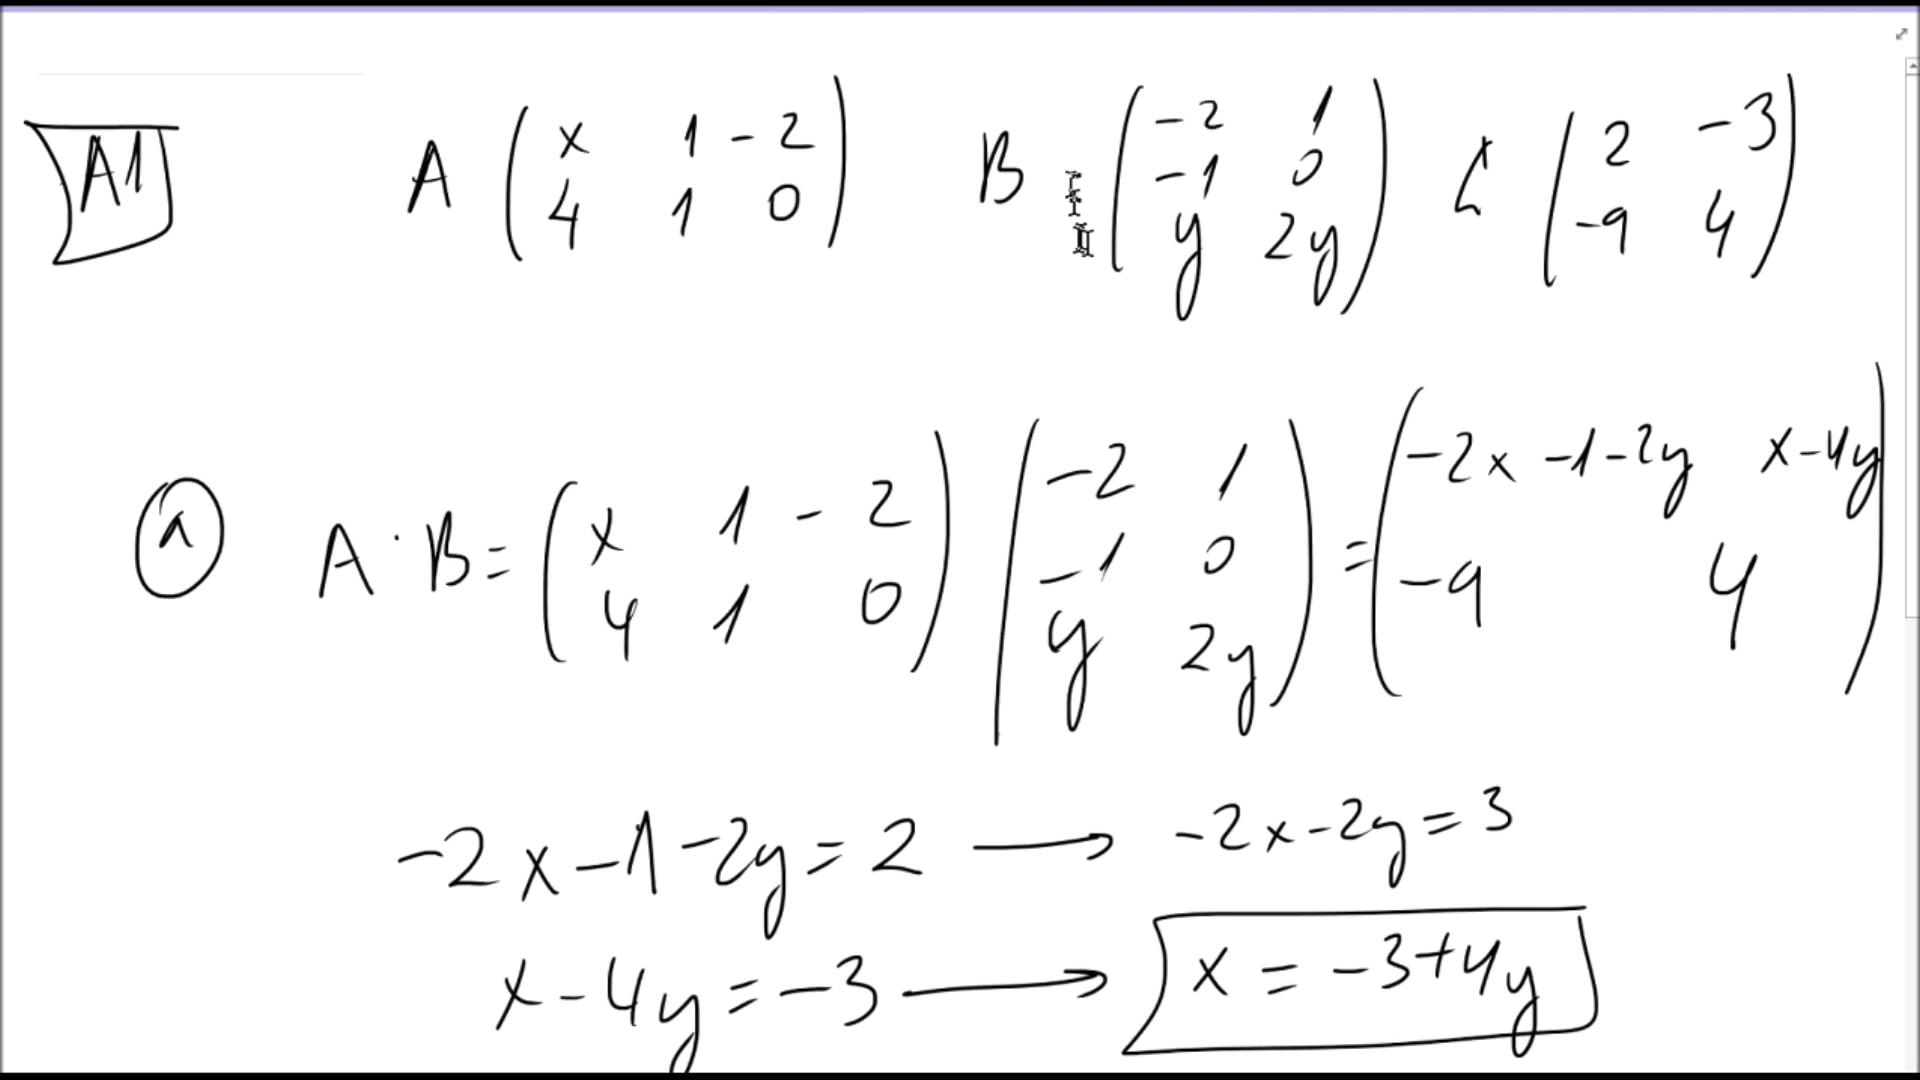 A1 A ( x 1 -2 ) B ( -2 1 ) C ( 2 -3 )
( 4 1 0 ) ( -1 0 ) ( -9 4 )
( y 2y )
a A · B = ( x 1 -2 ) ( -2 1 ) = ( -2x -1 -2y x-4y )
( 4 1 0 ) ( -1 0 ) ( -9 4 )
( y 2y )
-2x -1 -2y = 2 → -2x -2y = 3
x - 4y = -3 → x = -3+4y